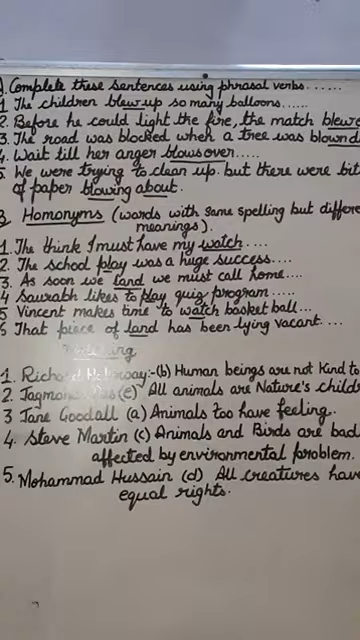 Complete these sentences using phrasal verbs......
1. The children blew up so many balloons......
2. Before he could light the fire, the match blew
3. The road was blocked when a tree was blown d
4. Wait till her anger blows over.....
5. We were trying to clean up. but there were bit
of paper blowing about.
Homonyms (words with same spelling but differe
meanings).
1. The think I must have my watch....
2. The school play was a huge success....
3. As soon we land we must call home....
4 Saurabh likes to play quiz program.....
5 Vincent makes time to watch basket ball...
6 That piece of land has been lying vacant....
1. :-(b) Human beings are not kind to
2. (e) All animals are Nature's child
3 Jane Goodall (a) Animals too have feeling.
4. Steve Martin (c) Animals and Birds are bad
affected by environmental problem.
5. Mohammad Hussain (d) All creatures have
equal rights.